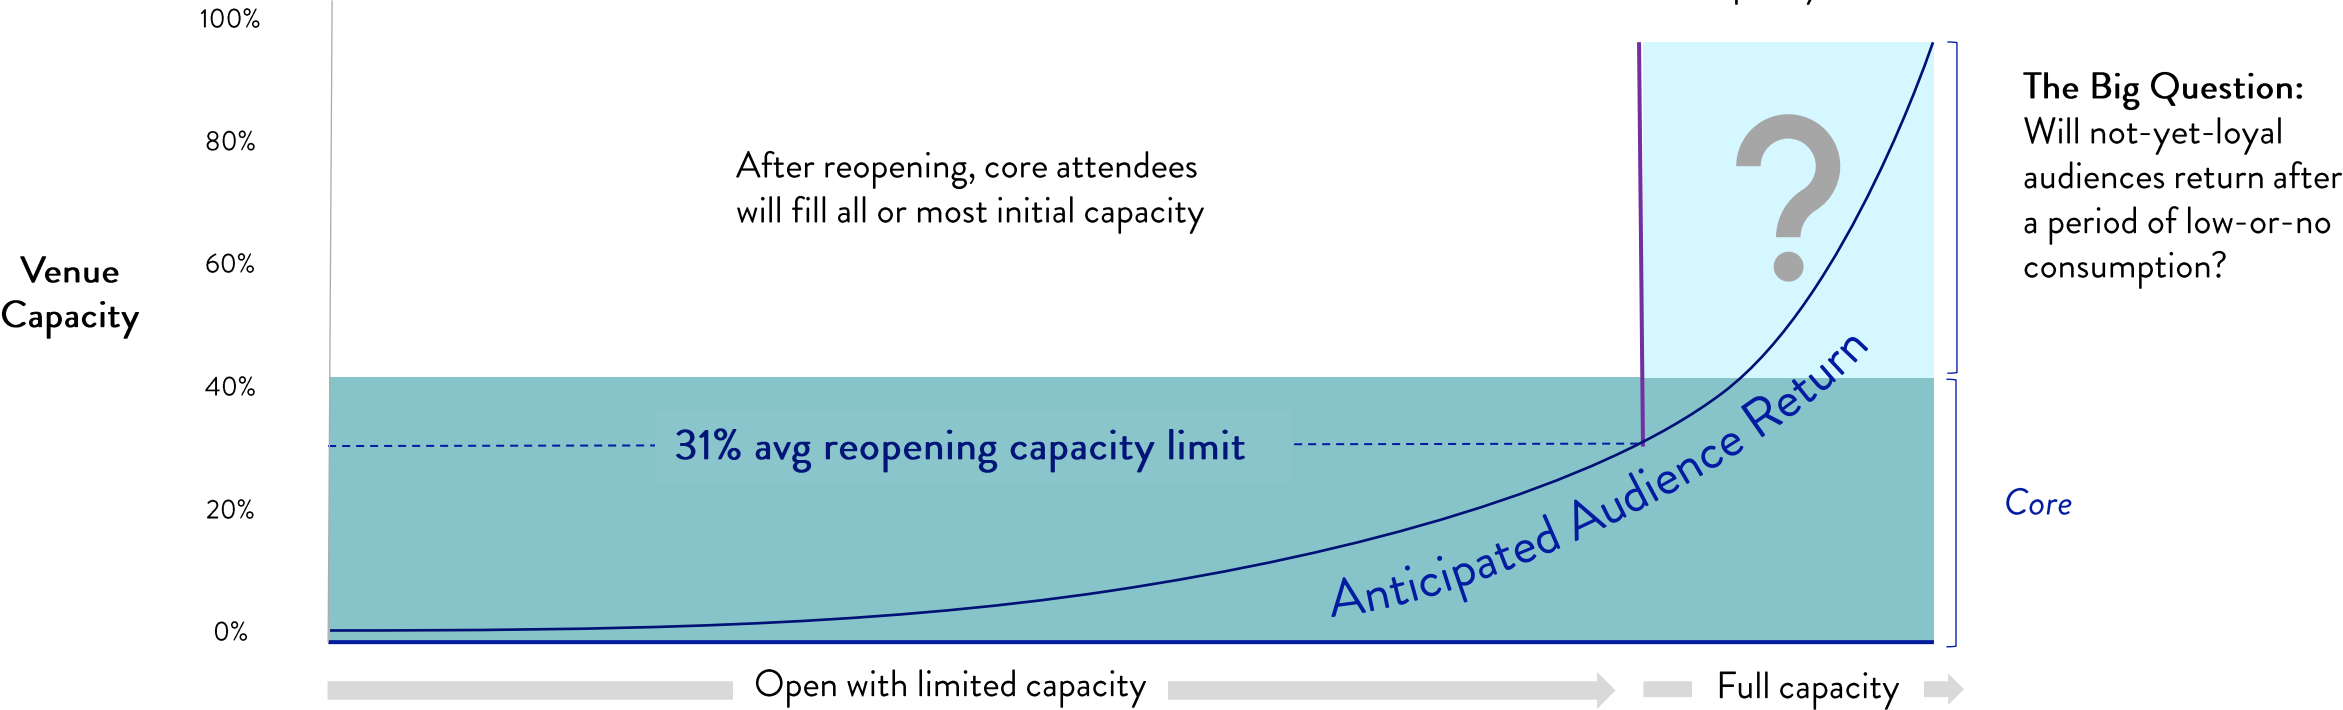 100%
80%
60%
40%
20%
0%
Venue
Capacity
After reopening, core attendees
will fill all or most initial capacity
31% avg reopening capacity limit
Anticipated Audience Return
The Big Question:
Will not-yet-loyal
audiences return after
a period of low-or-no
consumption?
Core
Open with limited capacity
Full capacity